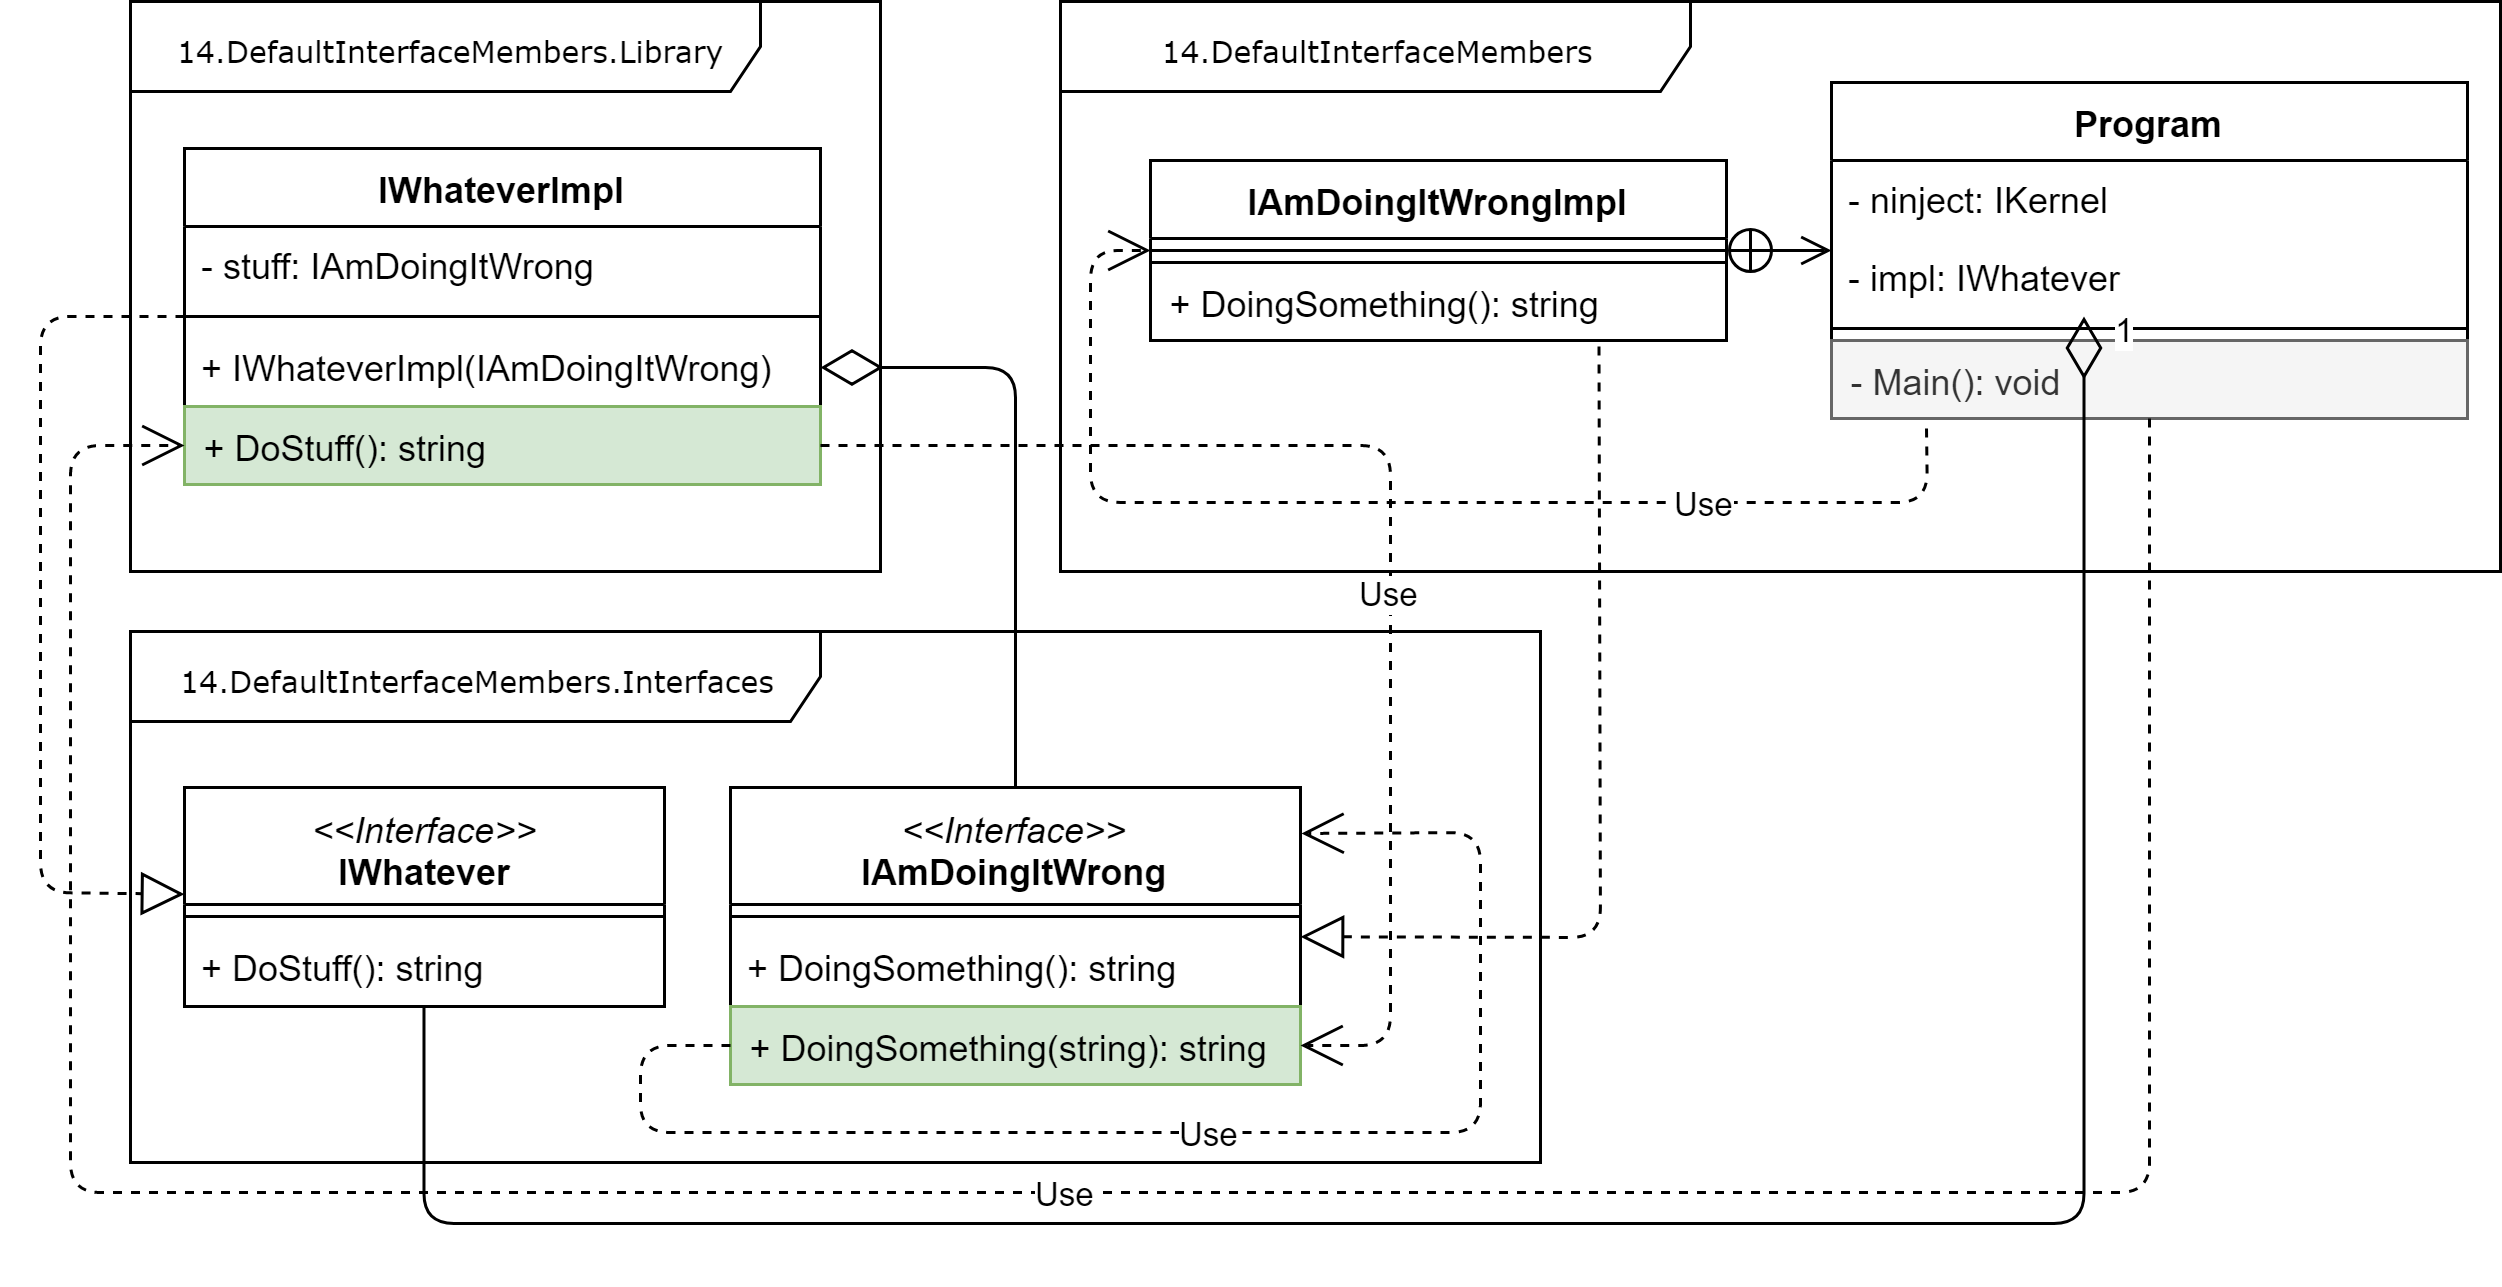 14.DefaultInterfaceMembers.Library
IWhateverImpl
- stuff: IAmDoingItWrong
+ IWhateverImpl(IAmDoingItWrong)
+ DoStuff(): string
14.DefaultInterfaceMembers
IAmDoingItWrongImpl
+ DoingSomething(): string
Program
- ninject: IKernel
- impl: IWhatever
1
- Main(): void
Use
Use
14.DefaultInterfaceMembers.Interfaces
<<Interface>>
IWhatever
+ DoStuff(): string
<<Interface>>
IAmDoingItWrong
+ DoingSomething(): string
+ DoingSomething(string): string
Use
Use